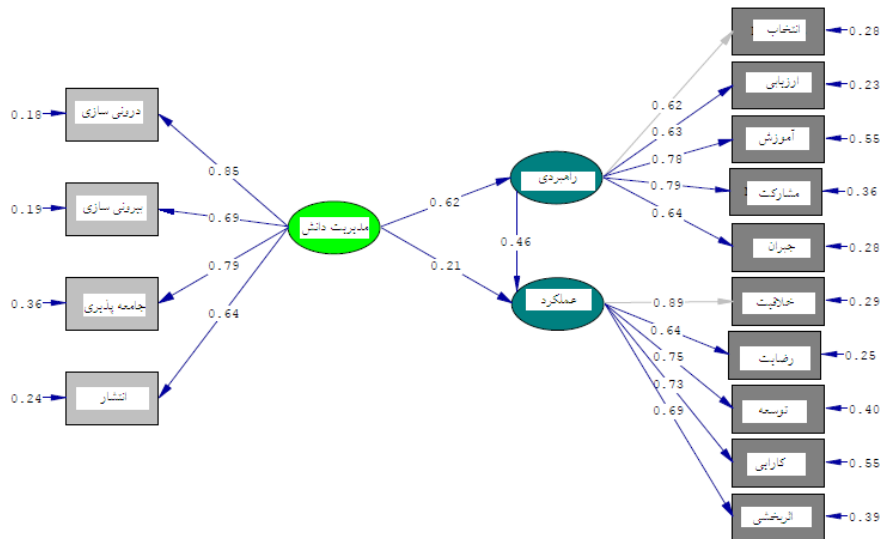 0.18
درونی سازی
0.85
0.19
بیرونی سازی
0.69
0.36
جامعه پذیری
0.79
0.24
انتشار
0.64
مدیریت دانش
0.62
0.21
راهبردی
0.46
عملکرد
0.62
انتخاب
0.28
0.63
ارزیابی
0.23
0.78
آموزش
0.55
0.79
مشارکت
0.36
0.64
جبران
0.28
0.89
خلاقیت
0.29
0.64
رضایت
0.25
0.75
توسعه
0.40
0.73
کارایی
0.55
0.69
اثربخشی
0.39